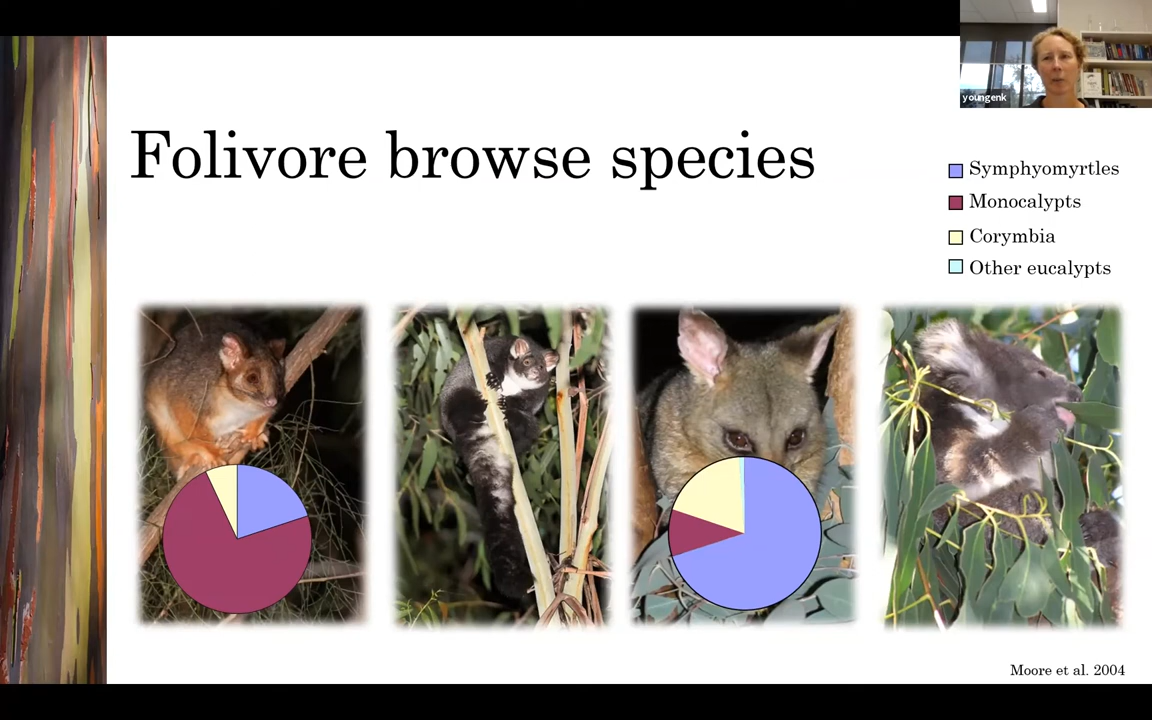 youngenk
Folivore browse species
Symphyomyrtles
Monocalypts
Corymbia
Other eucalypts
Moore et al. 2004